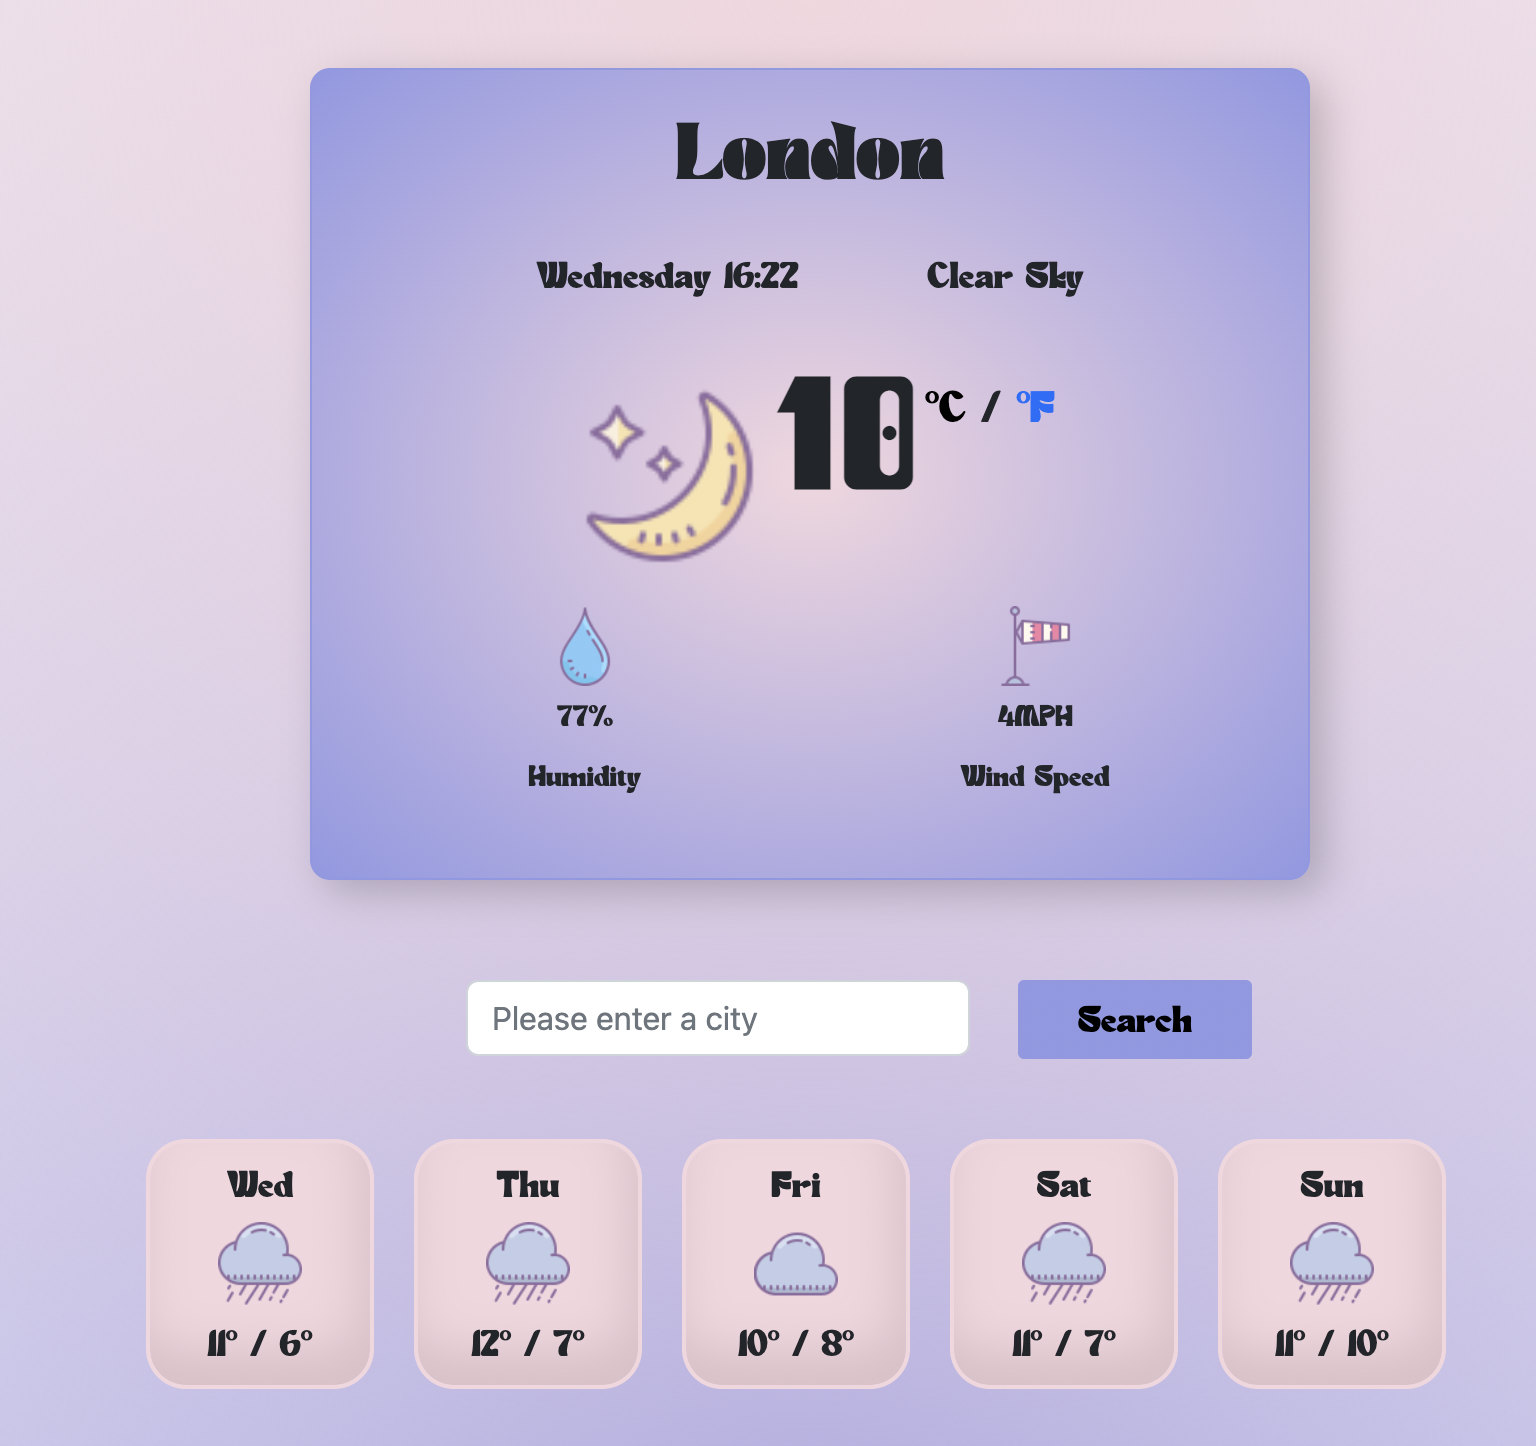 London
Wednesday 16:22 Clear Sky
10 °C / °F
77% 4MPH
Humidity Wind Speed
Please enter a city Search
Wed Thu Fri Sat Sun
11° / 6° 12° / 7° 10° / 8° 11° / 7° 11° / 10°